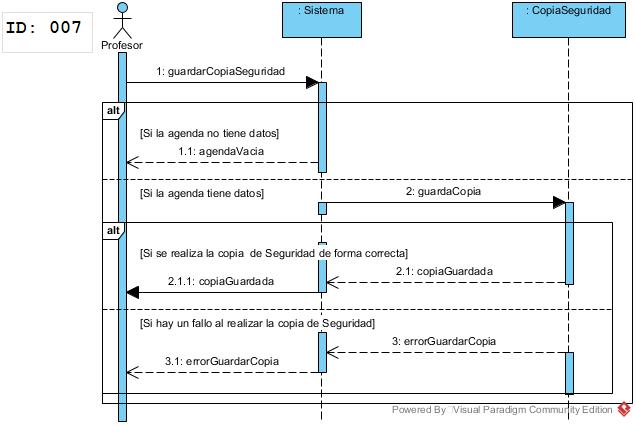 ID: 007
Profesor
: Sistema
: CopiaSeguridad
1: guardarCopiaSeguridad
alt
[Si la agenda no tiene datos]
1.1: agendaVacia
[Si la agenda tiene datos]
2: guardaCopia
alt
[Si se realiza la copia  de Seguridad de forma correcta]
2.1: copiaGuardada
2.1.1: copiaGuardada
[Si hay un fallo al realizar la copia de Seguridad]
3: errorGuardarCopia
3.1: errorGuardarCopia
Powered By Visual Paradigm Community Edition